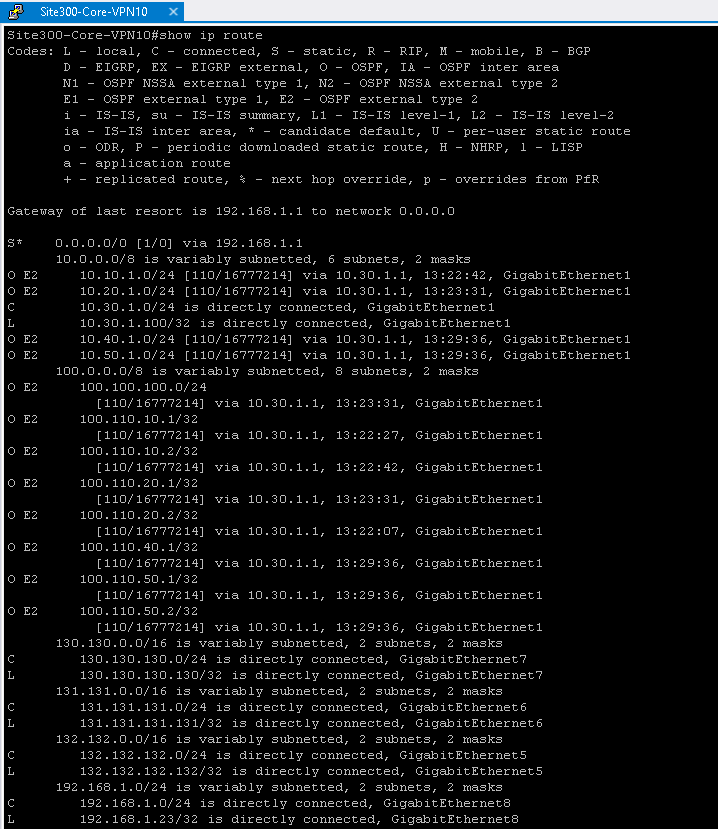 Site300-Core-VPN10
Site300-Core-VPN10#show ip route
Codes: L - local, C - connected, S - static, R - RIP, M - mobile, B - BGP
       D - EIGRP, EX - EIGRP external, O - OSPF, IA - OSPF inter area
       N1 - OSPF NSSA external type 1, N2 - OSPF NSSA external type 2
       E1 - OSPF external type 1, E2 - OSPF external type 2
       i - IS-IS, su - IS-IS summary, L1 - IS-IS level-1, L2 - IS-IS level-2
       ia - IS-IS inter area, * - candidate default, U - per-user static route
       o - ODR, P - periodic downloaded static route, H - NHRP, l - LISP
       a - application route
       + - replicated route, % - next hop override, p - overrides from PfR
Gateway of last resort is 192.168.1.1 to network 0.0.0.0
S*    0.0.0.0/0 [1/0] via 192.168.1.1
      10.0.0.0/8 is variably subnetted, 6 subnets, 2 masks
O E2     10.10.1.0/24 [110/16777214] via 10.30.1.1, 13:22:42, GigabitEthernet1
O E2     10.20.1.0/24 [110/16777214] via 10.30.1.1, 13:23:31, GigabitEthernet1
C        10.30.1.0/24 is directly connected, GigabitEthernet1
L        10.30.1.100/32 is directly connected, GigabitEthernet1
O E2     10.40.1.0/24 [110/16777214] via 10.30.1.1, 13:29:36, GigabitEthernet1
O E2     10.50.1.0/24 [110/16777214] via 10.30.1.1, 13:29:36, GigabitEthernet1
      100.0.0.0/8 is variably subnetted, 8 subnets, 2 masks
O E2     100.100.100.0/24
           [110/16777214] via 10.30.1.1, 13:23:31, GigabitEthernet1
O E2     100.110.10.1/32
           [110/16777214] via 10.30.1.1, 13:22:27, GigabitEthernet1
O E2     100.110.10.2/32
           [110/16777214] via 10.30.1.1, 13:22:42, GigabitEthernet1
O E2     100.110.20.1/32
           [110/16777214] via 10.30.1.1, 13:23:31, GigabitEthernet1
O E2     100.110.20.2/32
           [110/16777214] via 10.30.1.1, 13:22:07, GigabitEthernet1
O E2     100.110.40.1/32
           [110/16777214] via 10.30.1.1, 13:29:36, GigabitEthernet1
O E2     100.110.50.1/32
           [110/16777214] via 10.30.1.1, 13:29:36, GigabitEthernet1
O E2     100.110.50.2/32
           [110/16777214] via 10.30.1.1, 13:29:36, GigabitEthernet1
      130.130.0.0/16 is variably subnetted, 2 subnets, 2 masks
C        130.130.130.0/24 is directly connected, GigabitEthernet7
L        130.130.130.130/32 is directly connected, GigabitEthernet7
      131.131.0.0/16 is variably subnetted, 2 subnets, 2 masks
C        131.131.131.0/24 is directly connected, GigabitEthernet6
L        131.131.131.131/32 is directly connected, GigabitEthernet6
      132.132.0.0/16 is variably subnetted, 2 subnets, 2 masks
C        132.132.132.0/24 is directly connected, GigabitEthernet5
L        132.132.132.132/32 is directly connected, GigabitEthernet5
      192.168.1.0/24 is variably subnetted, 2 subnets, 2 masks
C        192.168.1.0/24 is directly connected, GigabitEthernet8
L        192.168.1.23/32 is directly connected, GigabitEthernet8